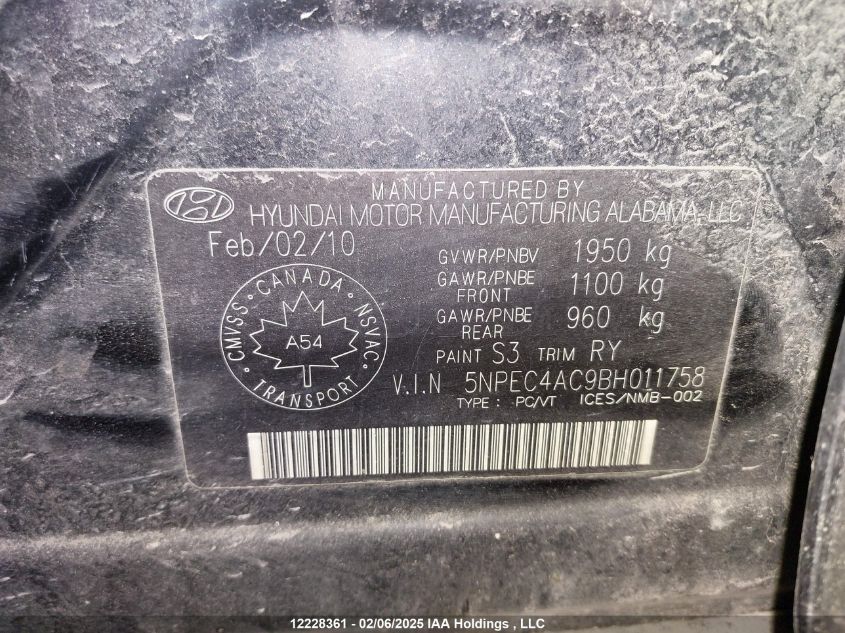 MANUFACTURED BY
HYUNDAI MOTOR MANUFACTURING ALABAMA, LLC
Feb/02/10
GVWR/PNBV 1950 kg
GAWR/PNBE FRONT 1100 kg
GAWR/PNBE REAR 960 kg
CANADA
CMVSS NSVAC
A54
TRANSPORT
PAINT S3 TRIM RY
V.I.N 5NPEC4AC9BH011758
TYPE : PC/VT ICES/NMB-002
12228361 - 02/06/2025 IAA Holdings , LLC